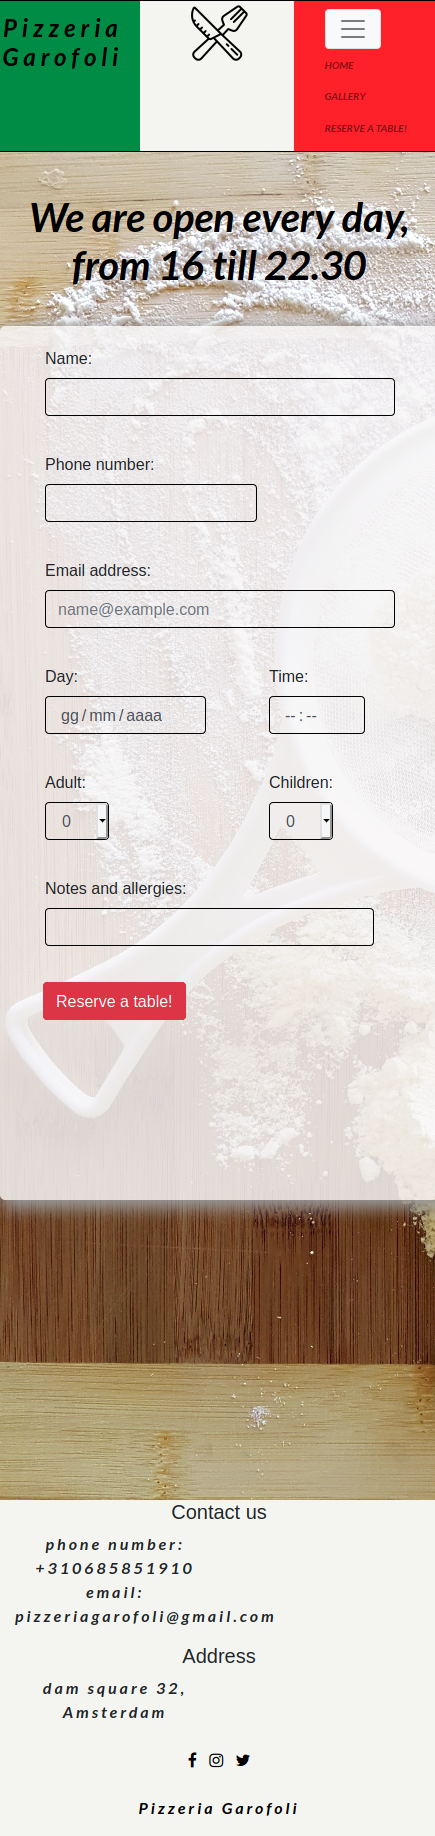 Pizzeria
Garofoli
HOME
GALLERY
RESERVE A TABLE!
We are open every day,
from 16 till 22.30
Name:
Phone number:
Email address:
name@example.com
Day: Time:
gg/mm/aaaa --:--
Adult: Children:
0 0
Notes and allergies:
Reserve a table!
Contact us
phone number:
+310685851910
email:
pizzeriagarofoli@gmail.com
Address
dam square 32,
Amsterdam
Pizzeria Garofoli